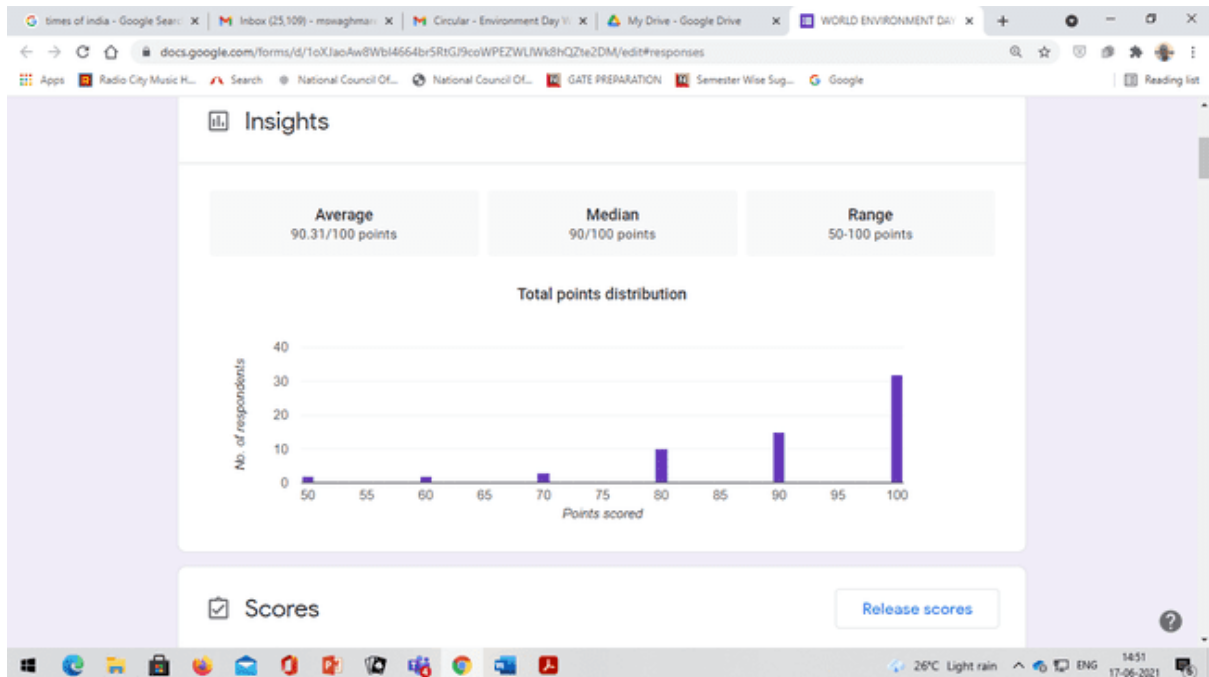 times of india - Google Searc
Inbox (25,109) - mswaghmar
Circular - Environment Day
My Drive - Google Drive
WORLD ENVIRONMENT DAY
docs.google.com/forms/d/
/edit#responses
Apps
Radio City Music H...
Search
National Council Of...
National Council Of...
GATE PREPARATION
Semester Wise Sug...
Google
Reading list
Insights
Average
90.31/100 points
Median
90/100 points
Range
50-100 points
Total points distribution
No. of respondents
40
30
20
10
0
50 55 60 65 70 75 80 85 90 95 100
Points scored
Scores
Release scores
26°C Light rain
ENG
14:51
17-06-2021